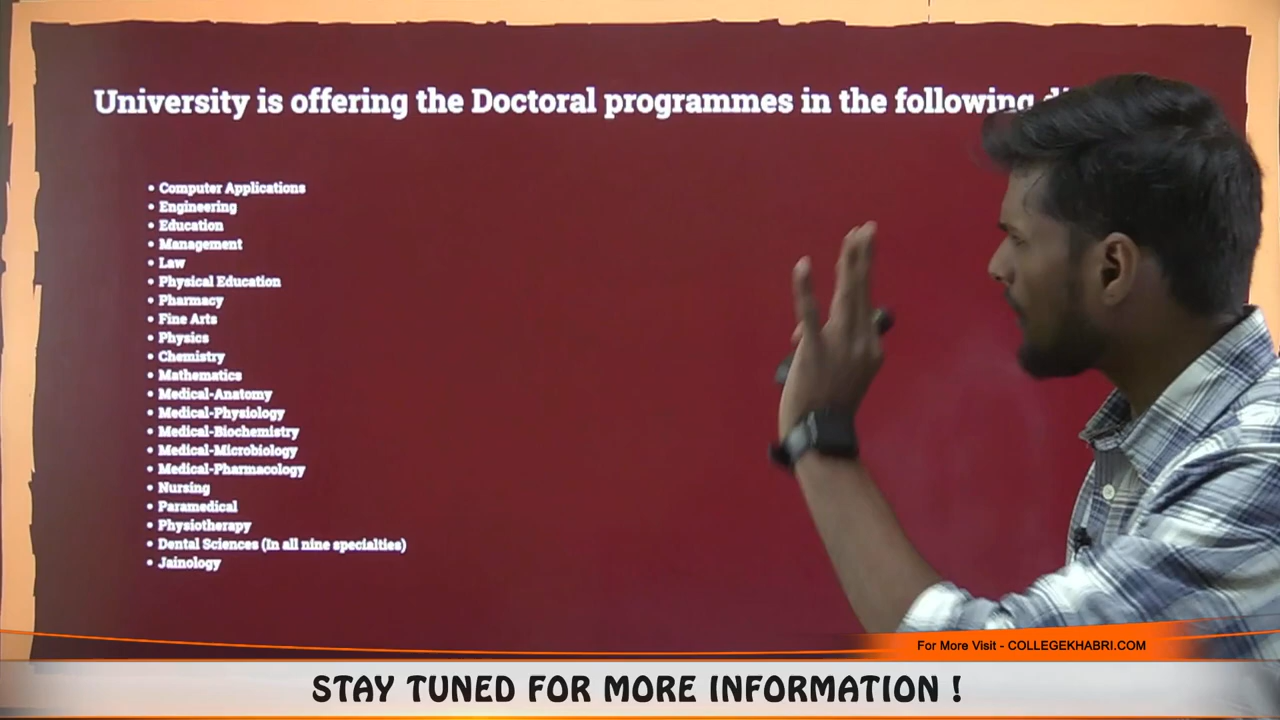 University is offering the Doctoral programmes in the following
• Computer Applications
• Engineering
• Education
• Management
• Law
• Physical Education
• Pharmacy
• Fine Arts
• Physics
• Chemistry
• Mathematics
• Medical-Anatomy
• Medical-Physiology
• Medical-Biochemistry
• Medical-Microbiology
• Medical-Pharmacology
• Nursing
• Paramedical
• Physiotherapy
• Dental Sciences (In all nine specialties)
• Jainology
For More Visit - COLLEGEKHABRI.COM
STAY TUNED FOR MORE INFORMATION !